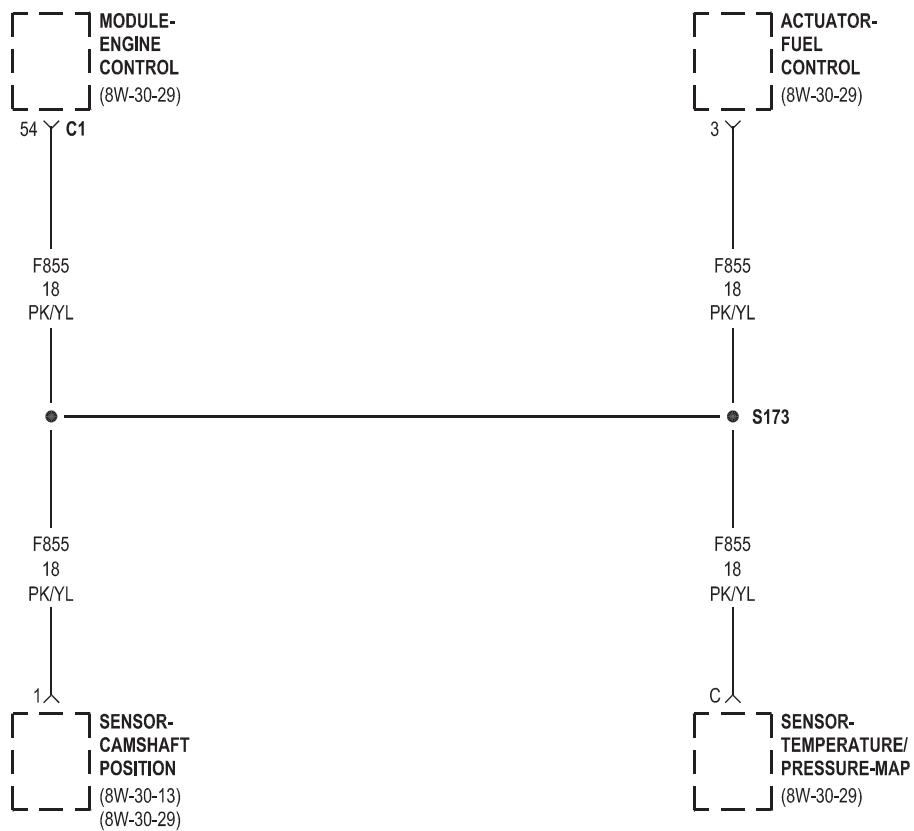 MODULE-
ENGINE
CONTROL
(8W-30-29)
54 C1
F855
18
PK/YL
ACTUATOR-
FUEL
CONTROL
(8W-30-29)
3
F855
18
PK/YL
S173
F855
18
PK/YL
1
SENSOR-
CAMSHAFT
POSITION
(8W-30-13)
(8W-30-29)
F855
18
PK/YL
C
SENSOR-
TEMPERATURE/
PRESSURE-MAP
(8W-30-29)